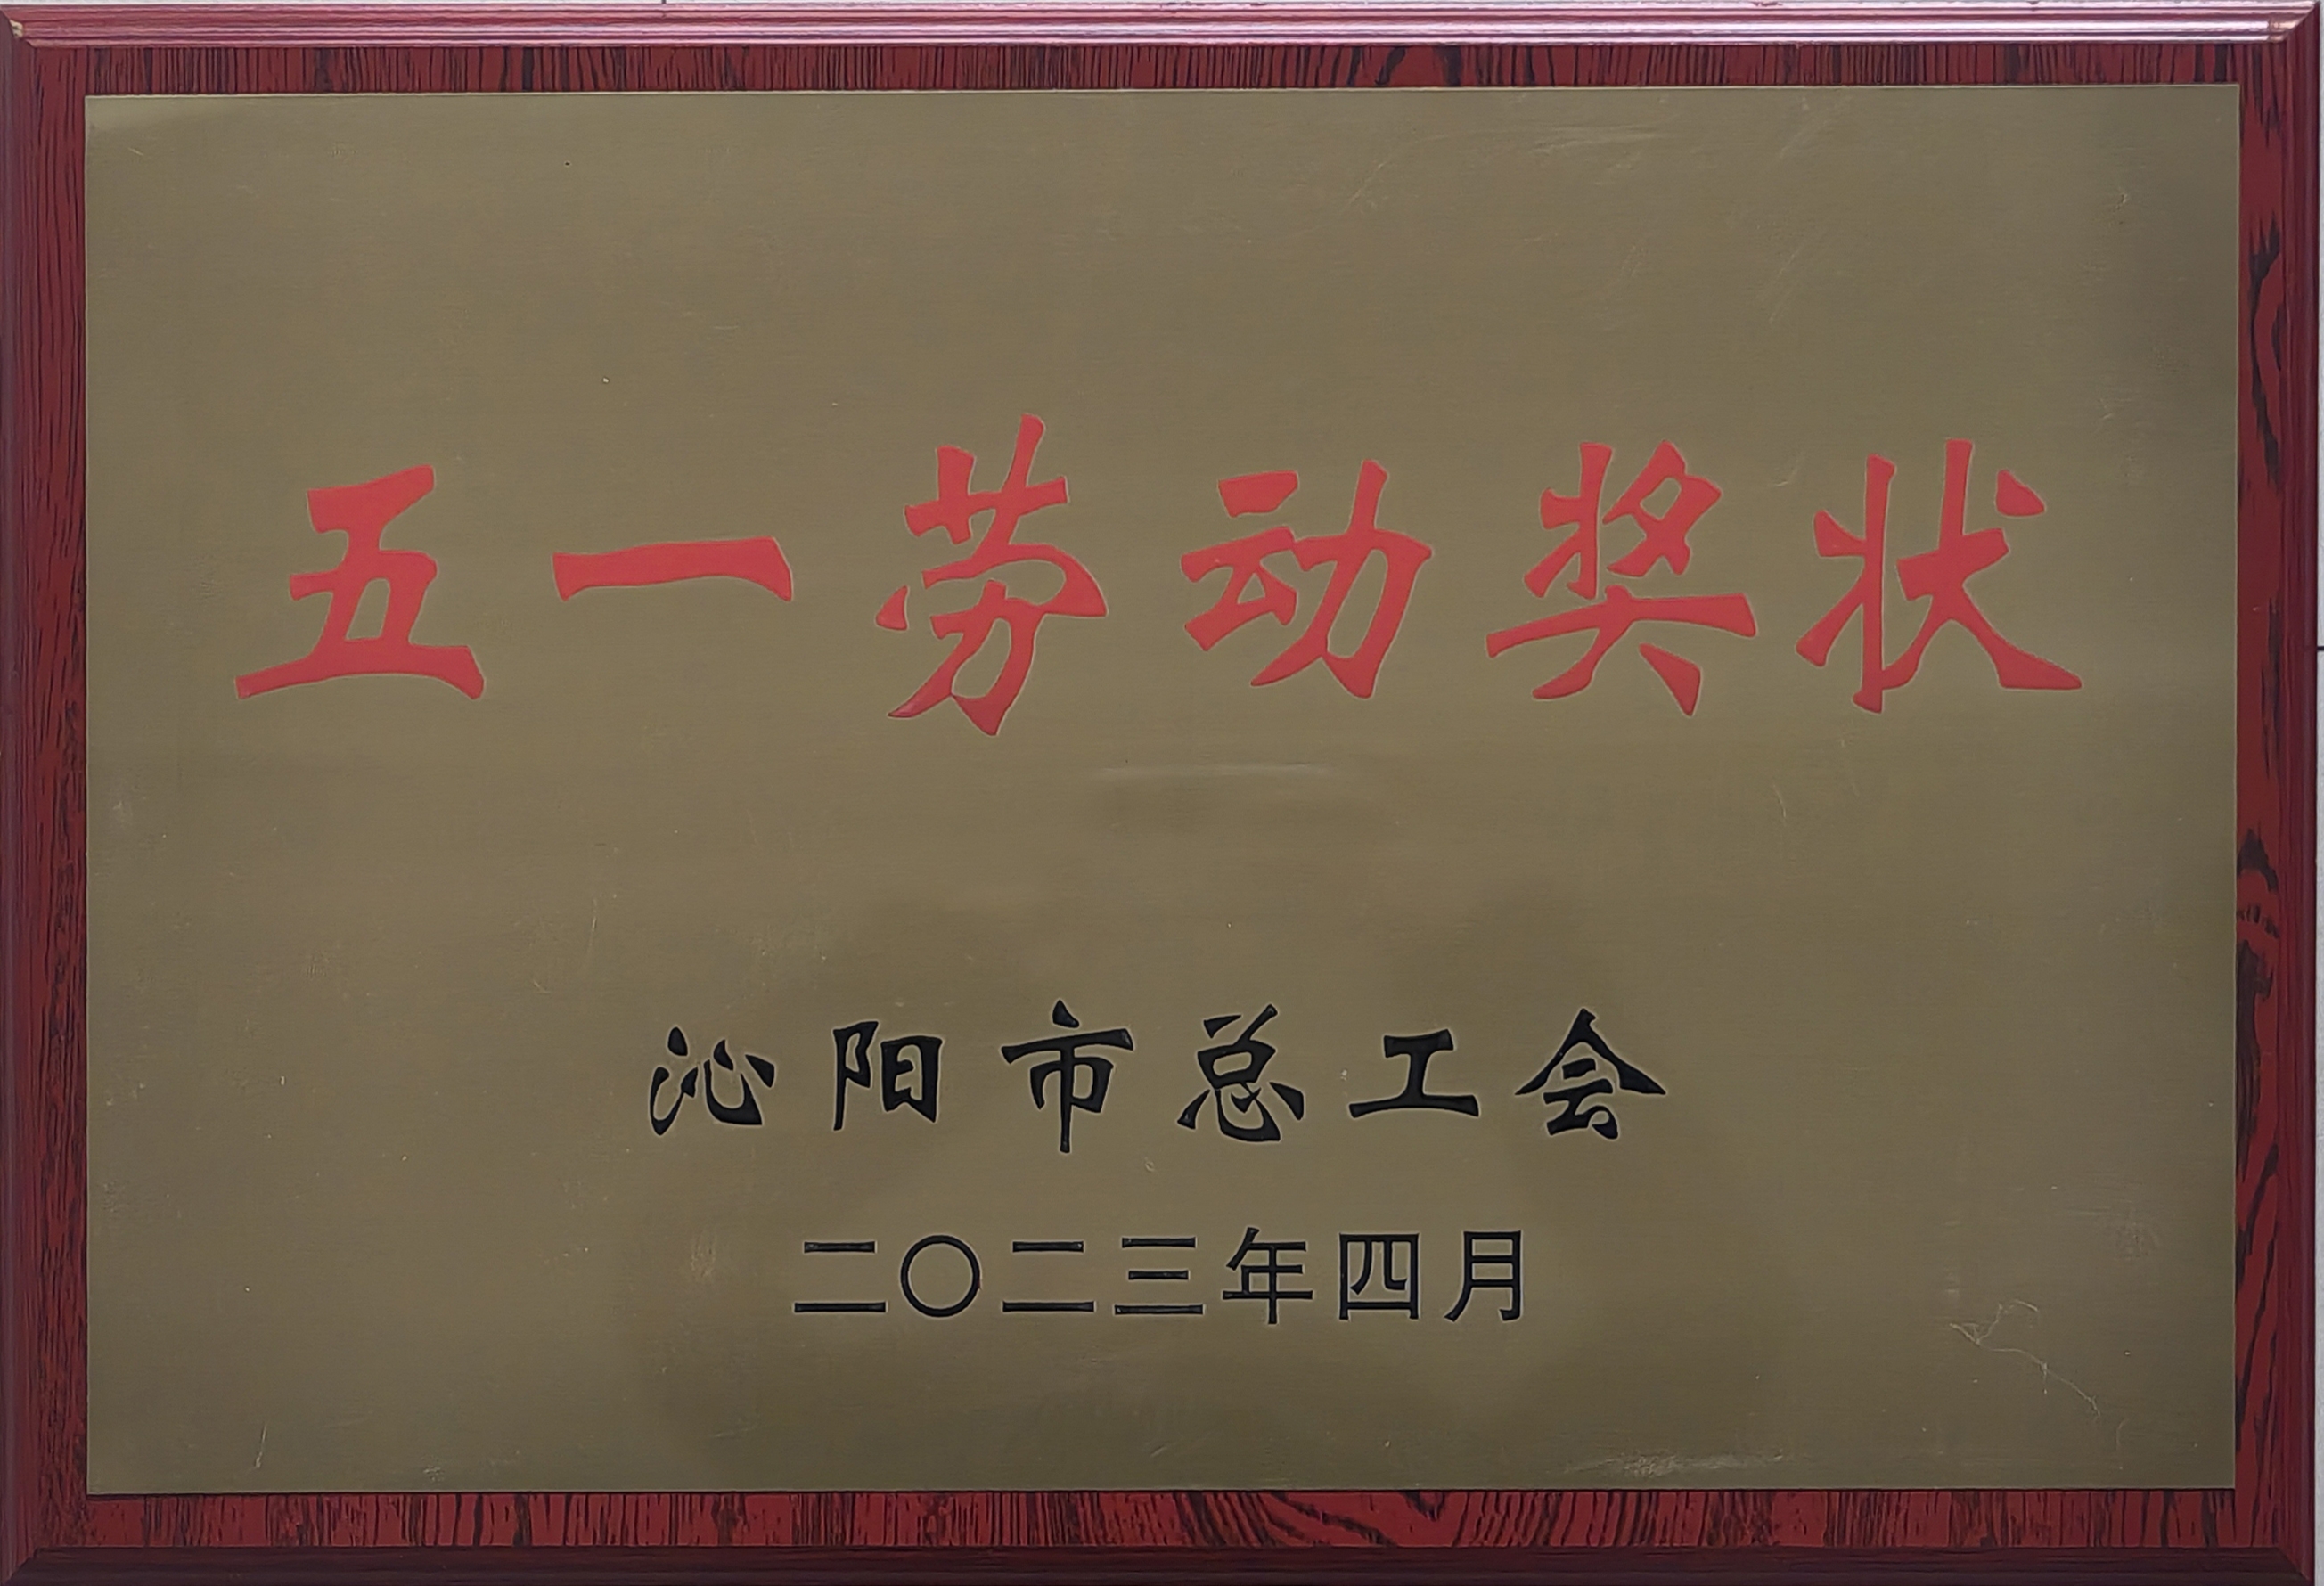 五一劳动奖状
沁阳市总工会
二〇二三年四月